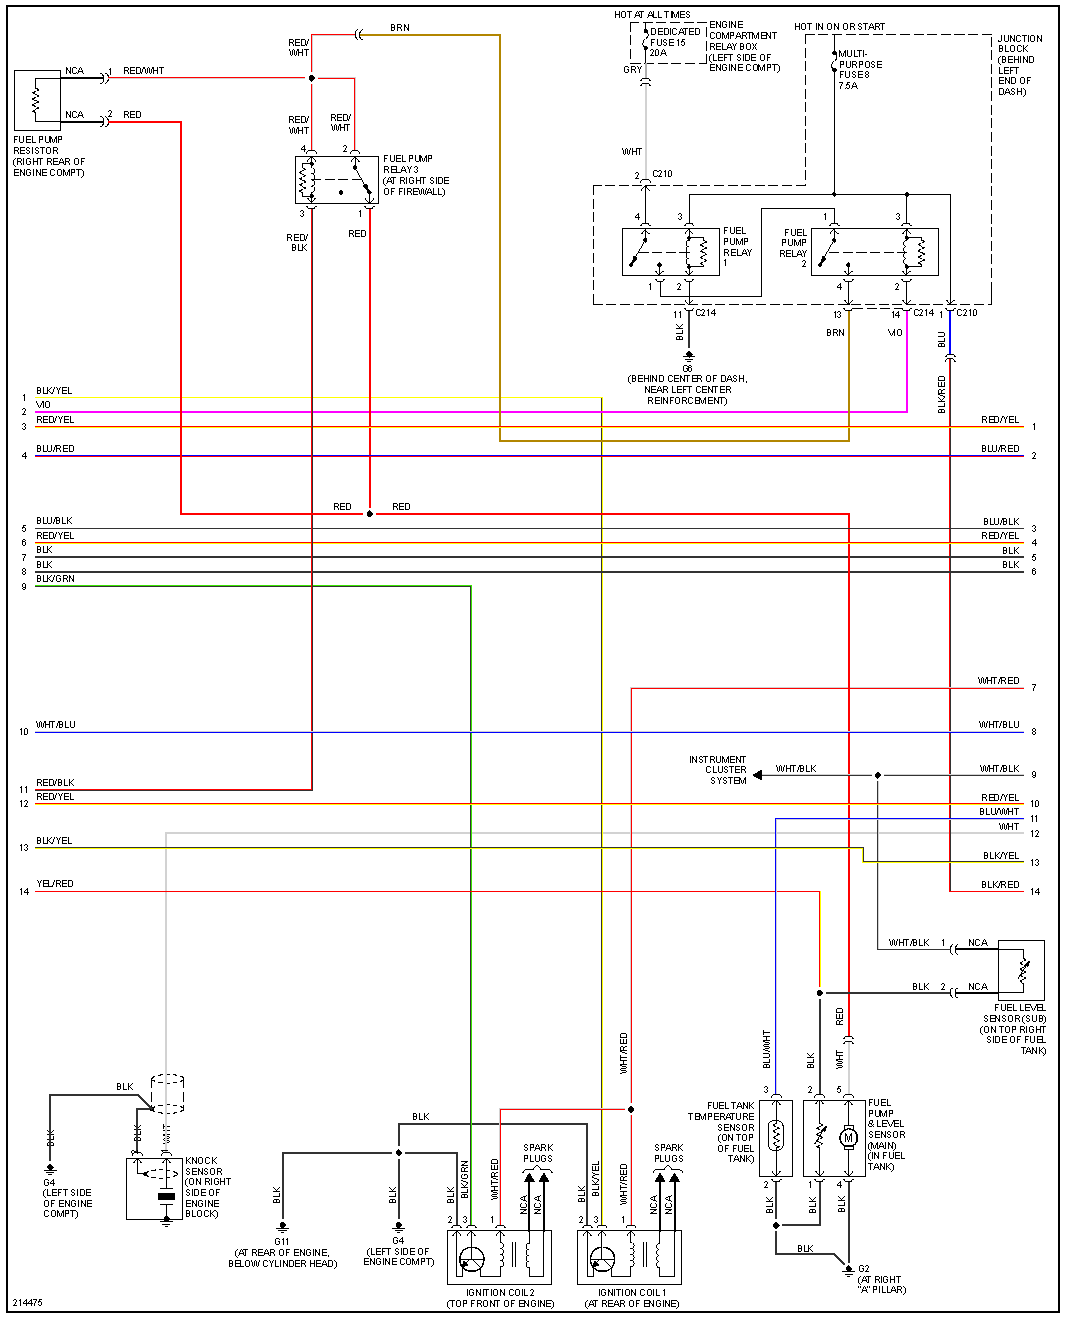 HOT AT ALL TIMES
DEDICATED
FUSE 15
20A
ENGINE
COMPARTMENT
RELAY BOX
(LEFT SIDE OF
ENGINE COMPT)
GRY
HOT IN ON OR START
MULTI-
PURPOSE
FUSE 8
7.5A
JUNCTION
BLOCK
(BEHIND
LEFT
END OF
DASH)
BRN
RED/
WHT
NCA
1
RED/WHT
NCA
2
RED
FUEL PUMP
RESISTOR
(RIGHT REAR OF
ENGINE COMPT)
RED/
WHT
RED/
WHT
4
2
FUEL PUMP
RELAY 3
(AT RIGHT SIDE
OF FIREWALL)
3
1
RED/
BLK
RED
WHT
2
C210
4
3
1
3
FUEL
PUMP
RELAY
1
FUEL
PUMP
RELAY
2
1
2
4
2
11
C214
13
14
C214
1
C210
BLK
BRN
VIO
BLU
G6
(BEHIND CENTER OF DASH,
NEAR LEFT CENTER
REINFORCEMENT)
BLK/RED
1
BLK/YEL
2
VIO
3
RED/YEL
RED/YEL
1
4
BLU/RED
BLU/RED
2
RED
RED
5
BLU/BLK
BLU/BLK
3
6
RED/YEL
RED/YEL
4
7
BLK
BLK
5
8
BLK
BLK
6
9
BLK/GRN
WHT/RED
7
10
WHT/BLU
WHT/BLU
8
INSTRUMENT
CLUSTER
SYSTEM
WHT/BLK
WHT/BLK
9
11
RED/BLK
12
RED/YEL
RED/YEL
10
BLU/WHT
11
WHT
12
13
BLK/YEL
BLK/YEL
13
14
YEL/RED
BLK/RED
14
WHT/BLK
1
NCA
BLK
2
NCA
FUEL LEVEL
SENSOR (SUB)
(ON TOP RIGHT
SIDE OF FUEL
TANK)
RED
WHT/RED
BLU/WHT
BLK
WHT
3
2
5
FUEL TANK
TEMPERATURE
SENSOR
(ON TOP
OF FUEL
TANK)
FUEL
PUMP
& LEVEL
SENSOR
(MAIN)
(IN FUEL
TANK)
M
2
1
4
BLK
BLK
BLK
BLK
G2
(AT RIGHT
"A" PILLAR)
BLK
BLK
BLK
WHT
2
1
G4
(LEFT SIDE
OF ENGINE
COMPT)
KNOCK
SENSOR
(ON RIGHT
SIDE OF
ENGINE
BLOCK)
BLK
BLK
BLK
G11
(AT REAR OF ENGINE,
BELOW CYLINDER HEAD)
G4
(LEFT SIDE OF
ENGINE COMPT)
SPARK
PLUGS
SPARK
PLUGS
BLK
BLK/GRN
WHT/RED
NCA
NCA
BLK
BLK/YEL
WHT/RED
NCA
NCA
2
3
1
2
3
1
IGNITION COIL 2
(TOP FRONT OF ENGINE)
IGNITION COIL 1
(AT REAR OF ENGINE)
214475